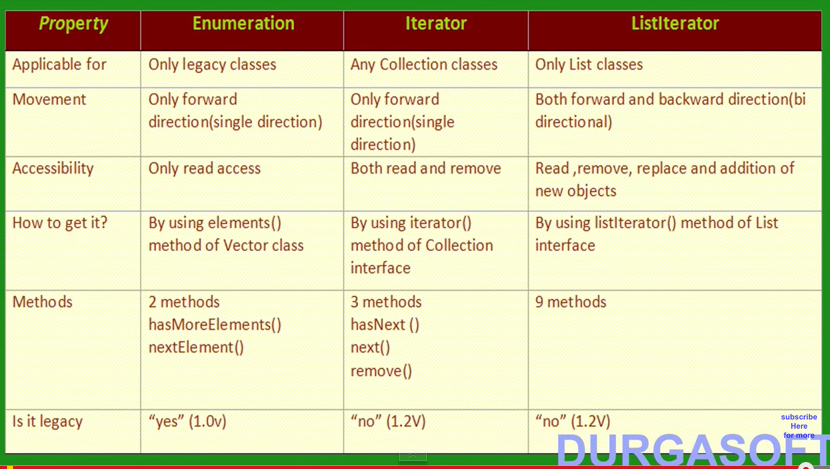 Property Enumeration Iterator ListIterator
Applicable for Only legacy classes Any Collection classes Only List classes
Movement Only forward Only forward Both forward and backward direction(bi
direction(single direction) direction(single directional)
direction)
Accessibility Only read access Both read and remove Read ,remove, replace and addition of
new objects
How to get it? By using elements() By using iterator() By using listIterator() method of List
method of Vector class method of Collection interface
interface
Methods 2 methods 3 methods 9 methods
hasMoreElements() hasNext ()
nextElement() next()
remove()
Is it legacy “yes” (1.0v) “no” (1.2V) “no” (1.2V)
subscribe
Here
for more
DURGASOFT